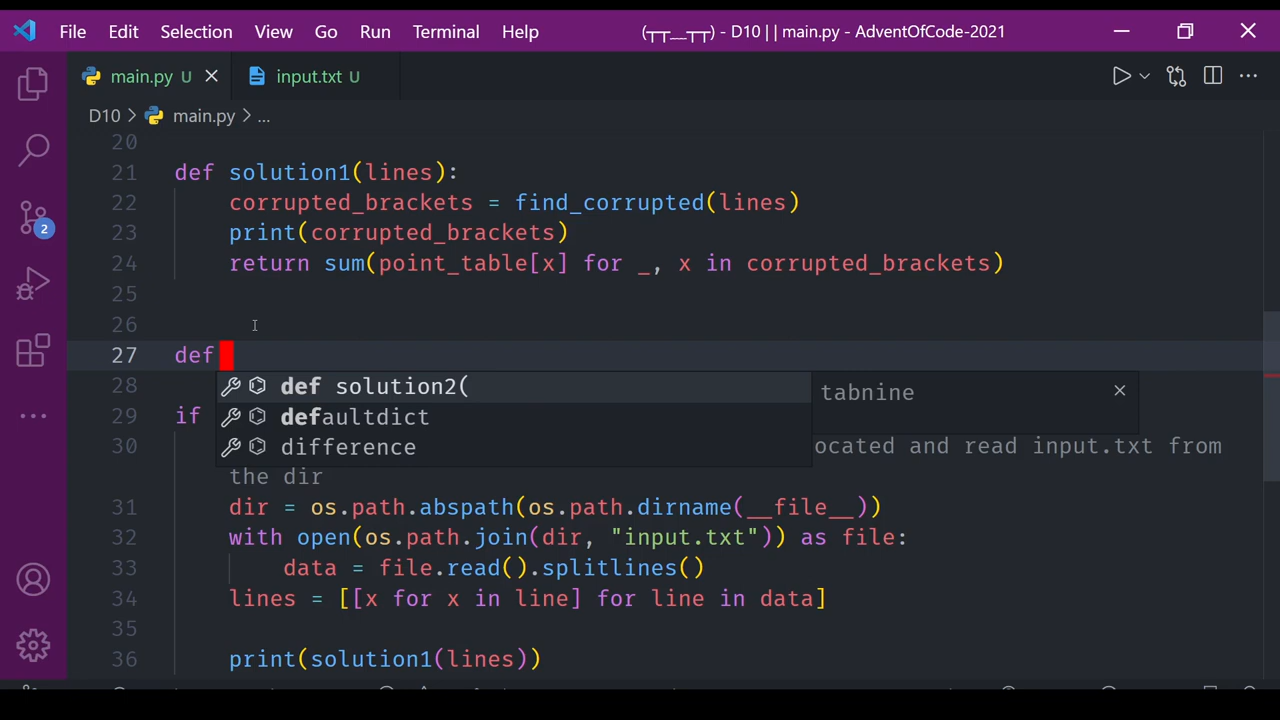 File Edit Selection View Go Run Terminal Help (┬┬﹏┬┬) - D10 | | main.py - AdventOfCode-2021
main.py U input.txt U
D10 > main.py > ...
20
21 def solution1(lines):
22 corrupted_brackets = find_corrupted(lines)
23 print(corrupted_brackets)
24 return sum(point_table[x] for _, x in corrupted_brackets)
25
26
27 def
28 def solution2( tabnine
29 if defaultdict
30 difference ocated and read input.txt from
the dir
31 dir = os.path.abspath(os.path.dirname(__file__))
32 with open(os.path.join(dir, "input.txt")) as file:
33 data = file.read().splitlines()
34 lines = [[x for x in line] for line in data]
35
36 print(solution1(lines))
2